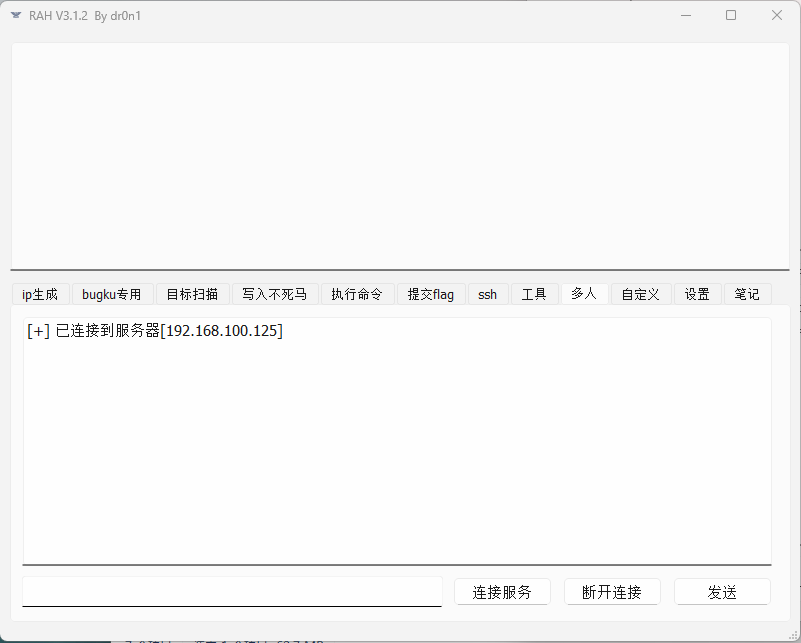 RAH V3.1.2 By dr0n1
ip生成 bugku专用 目标扫描 写入不死马 执行命令 提交flag ssh 工具 多人 自定义 设置 笔记
[+] 已连接到服务器[192.168.100.125]
连接服务 断开连接 发送